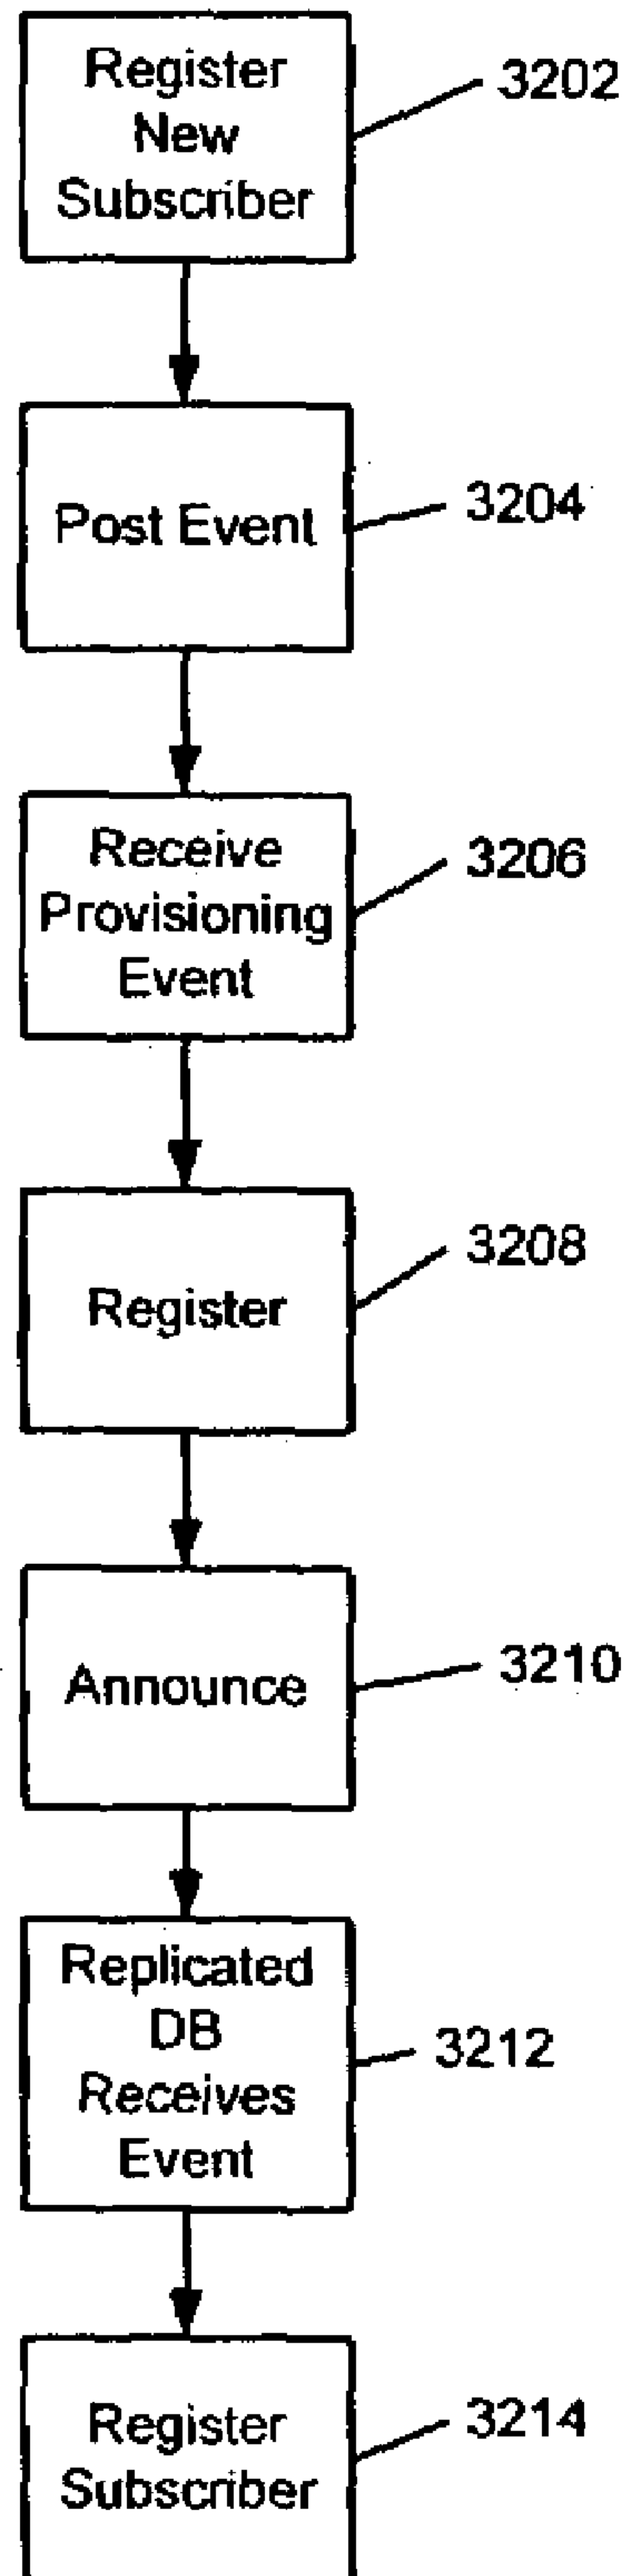 Register
New
Subscriber
3202
Post Event
3204
Receive
Provisioning
Event
3206
Register
3208
Announce
3210
Replicated
DB
Receives
Event
3212
Register
Subscriber
3214